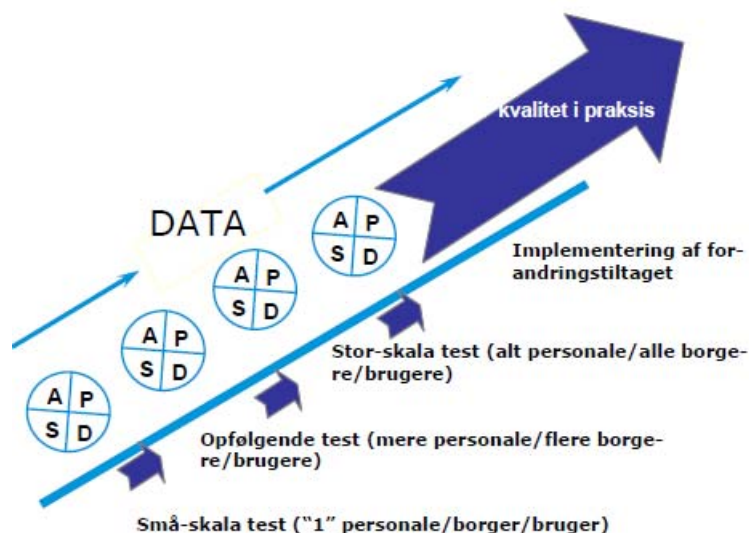 kvalitet i praksis
DATA
A P
S D
A P
S D
A P
S D
A P
S D
Implementering af for-
andringstiltaget
Stor-skala test (alt personale/alle borge-
re/brugere)
Opfølgende test (mere personale/flere borge-
re/brugere)
Små-skala test (“1” personale/borger/bruger)